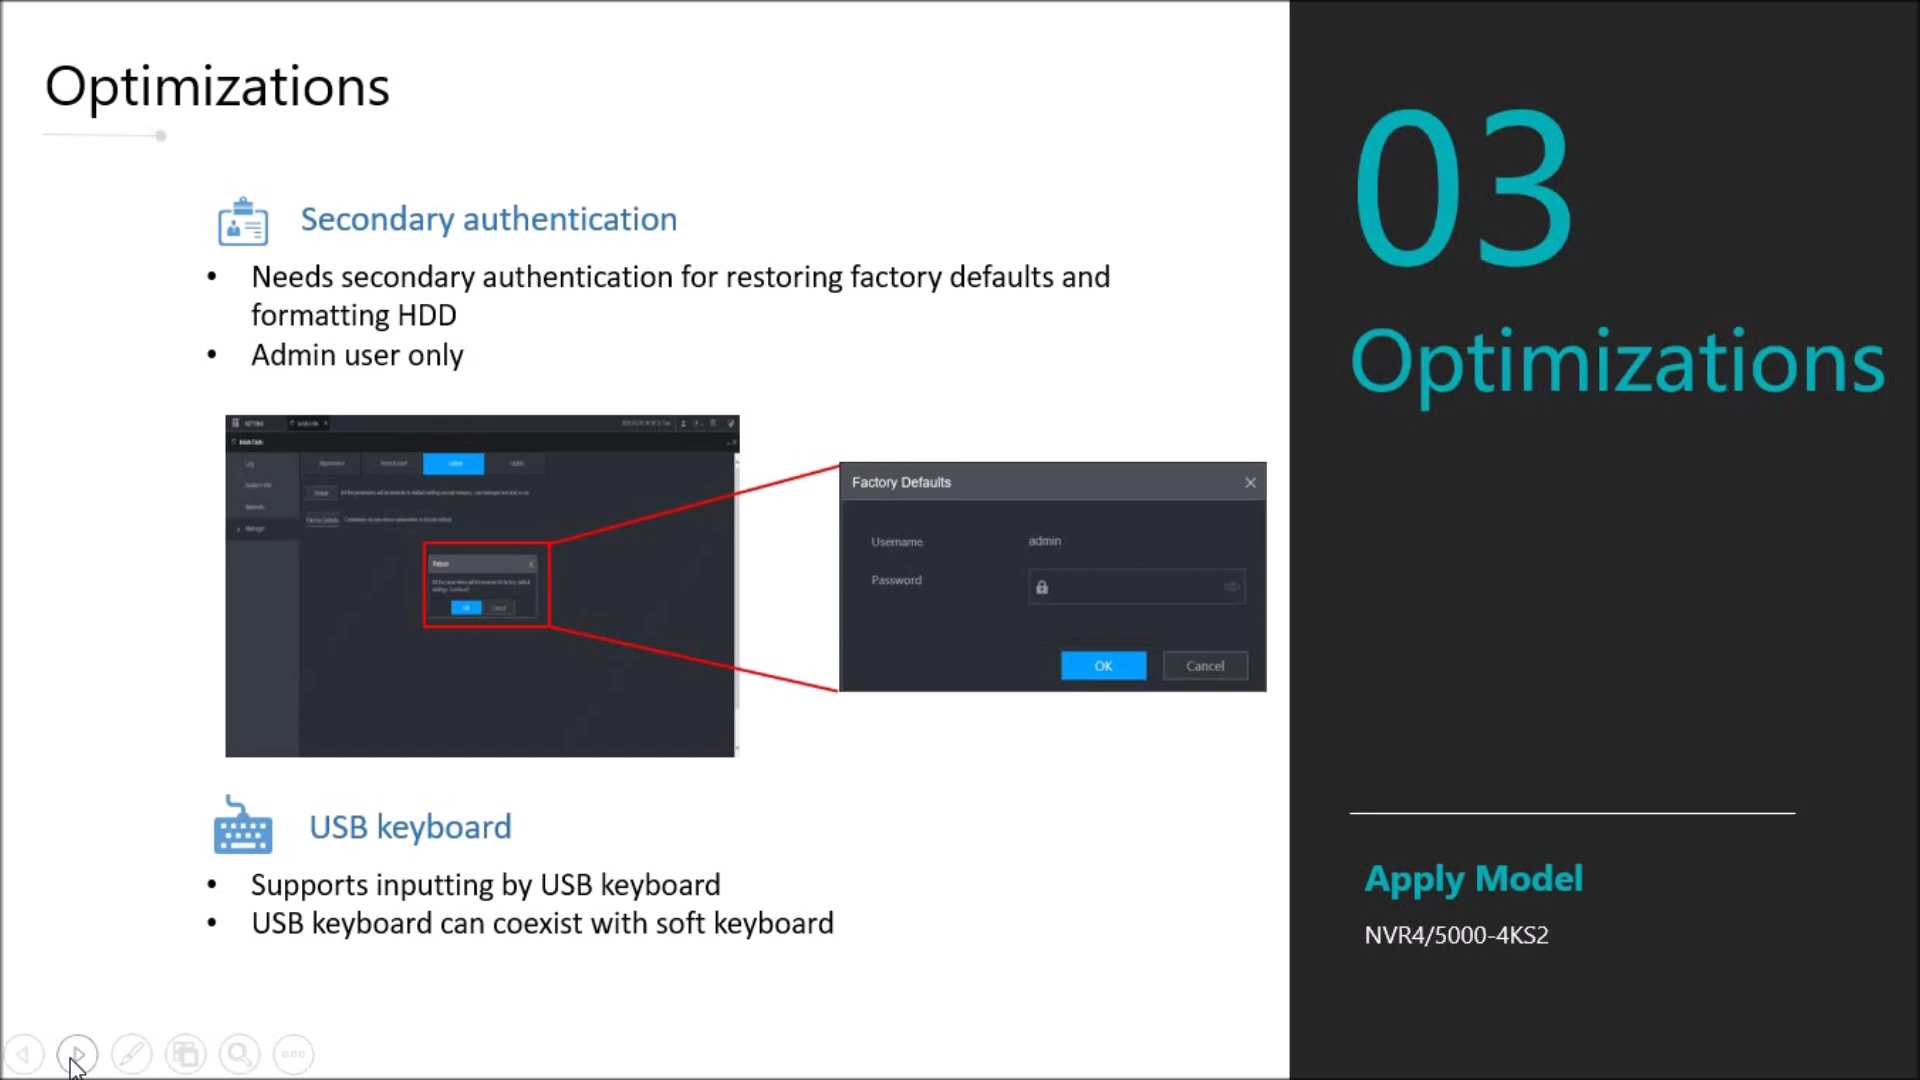 Optimizations
Secondary authentication
• Needs secondary authentication for restoring factory defaults and
formatting HDD
• Admin user only
Factory Defaults
Username admin
Password
OK Cancel
USB keyboard
• Supports inputting by USB keyboard
• USB keyboard can coexist with soft keyboard
03
Optimizations
Apply Model
NVR4/5000-4KS2